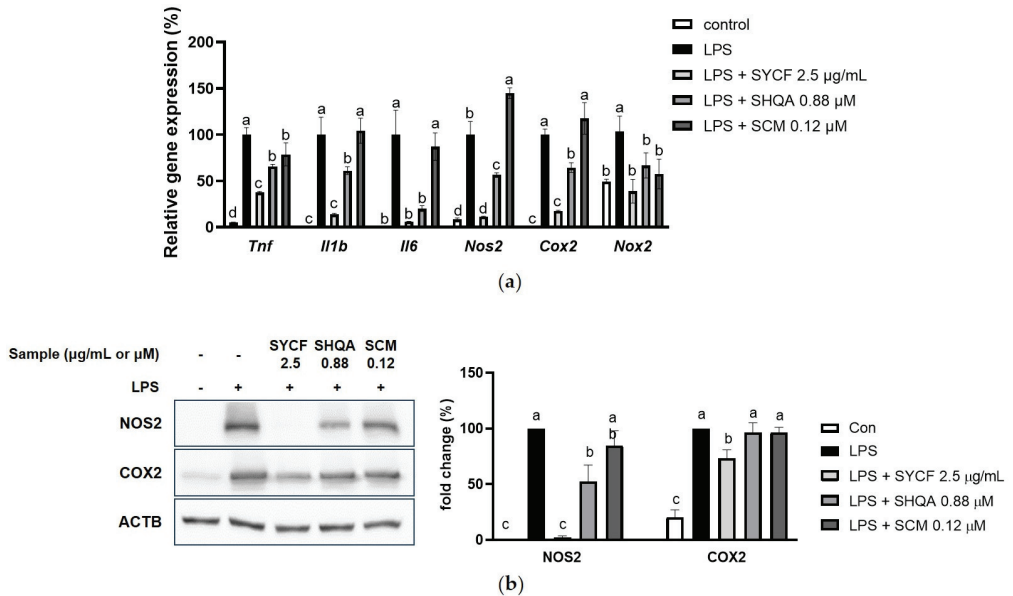 Relative gene expression (%)
200
150
100
50
0
d a c b b
c a c b a
b a b b a
d b d c a
c a c b a
b a b b b
Tnf Il1b Il6 Nos2 Cox2 Nox2
control
LPS
LPS + SYCF 2.5 µg/mL
LPS + SHQA 0.88 µM
LPS + SCM 0.12 µM
(a)
Sample (µg/mL or µM) - - SYCF 2.5 SHQA 0.88 SCM 0.12
LPS - + + + +
NOS2
COX2
ACTB
fold change (%)
150
100
50
0
c a c b a b
c a b a a
NOS2 COX2
Con
LPS
LPS + SYCF 2.5 µg/mL
LPS + SHQA 0.88 µM
LPS + SCM 0.12 µM
(b)